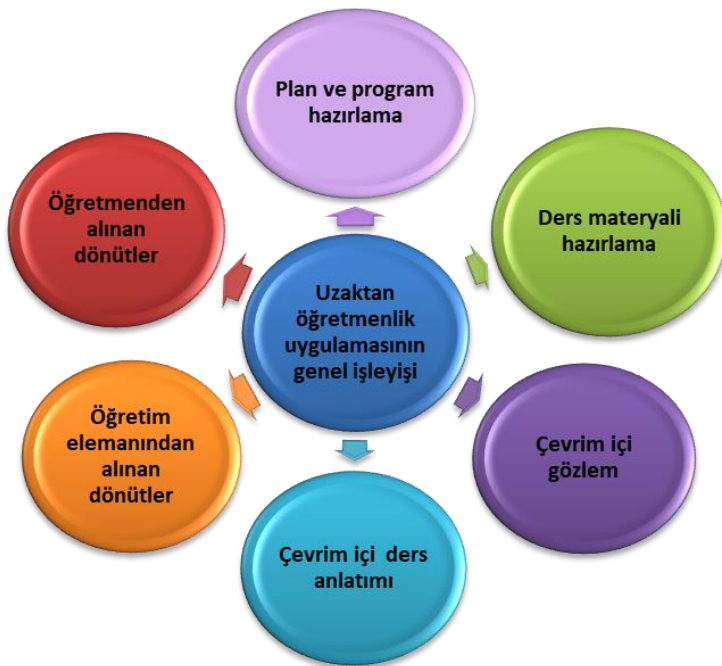 Plan ve program
hazırlama
Öğretmenden
alınan
dönütler
Ders materyali
hazırlama
Uzaktan
öğretmenlik
uygulamasının
genel işleyişi
Öğretim
elemanından
alınan
dönütler
Çevrim içi
gözlem
Çevrim içi ders
anlatımı